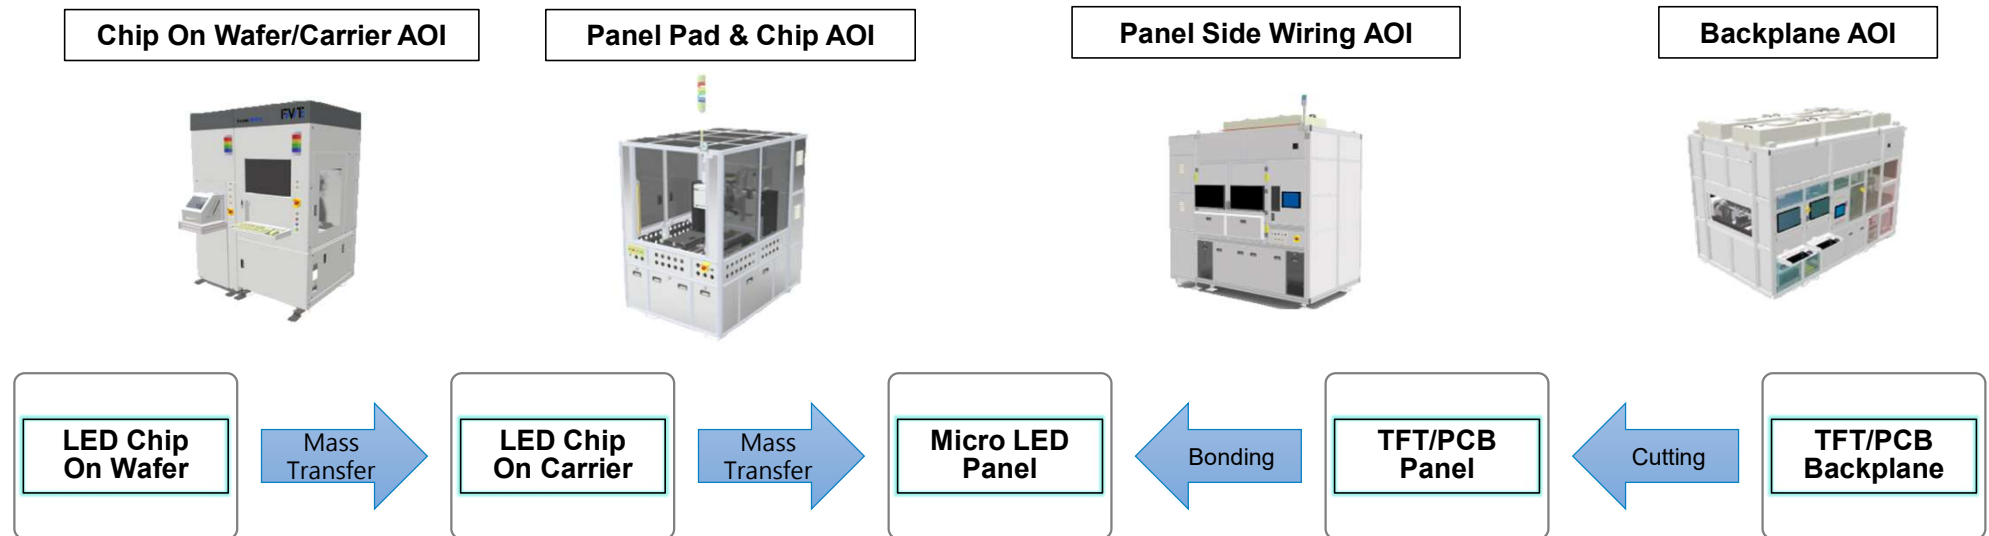 Chip On Wafer/Carrier AOI
Panel Pad & Chip AOI
Panel Side Wiring AOI
Backplane AOI
LED Chip
On Wafer
Mass
Transfer
LED Chip
On Carrier
Mass
Transfer
Micro LED
Panel
Bonding
TFT/PCB
Panel
Cutting
TFT/PCB
Backplane